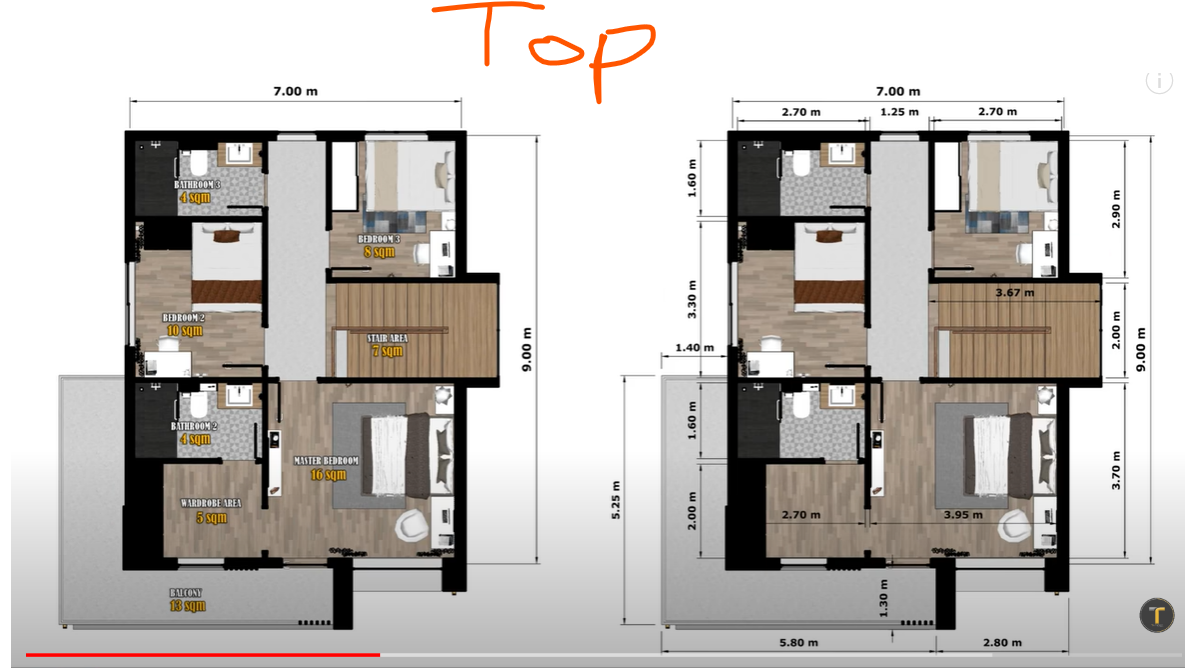 Top
7.00 m
BATHROOM 3
4 sqm
BEDROOM 3
8 sqm
BEDROOM 2
10 sqm
STAIR AREA
7 sqm
9.00 m
BATHROOM 2
4 sqm
MASTER BEDROOM
16 sqm
WARDROBE AREA
5 sqm
BALCONY
13 sqm
7.00 m
2.70 m
1.25 m
2.70 m
1.60 m
2.90 m
3.30 m
3.67 m
2.00 m
9.00 m
1.40 m
1.60 m
3.70 m
5.25 m
2.00 m
2.70 m
3.95 m
1.30 m
5.80 m
2.80 m
i
T